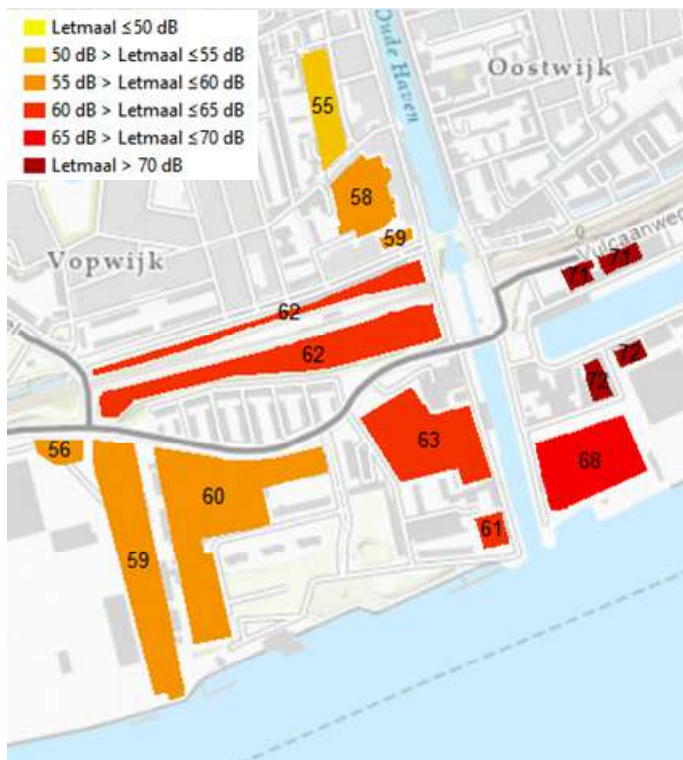 Letmaal ≤50 dB
50 dB > Letmaal ≤55 dB
55 dB > Letmaal ≤60 dB
60 dB > Letmaal ≤65 dB
65 dB > Letmaal ≤70 dB
Letmaal > 70 dB
Oude Haven
Oostwijk
55
58
59
Vulcaanweg
Vopwijk
71
71
62
62
72
72
56
63
68
60
59
61